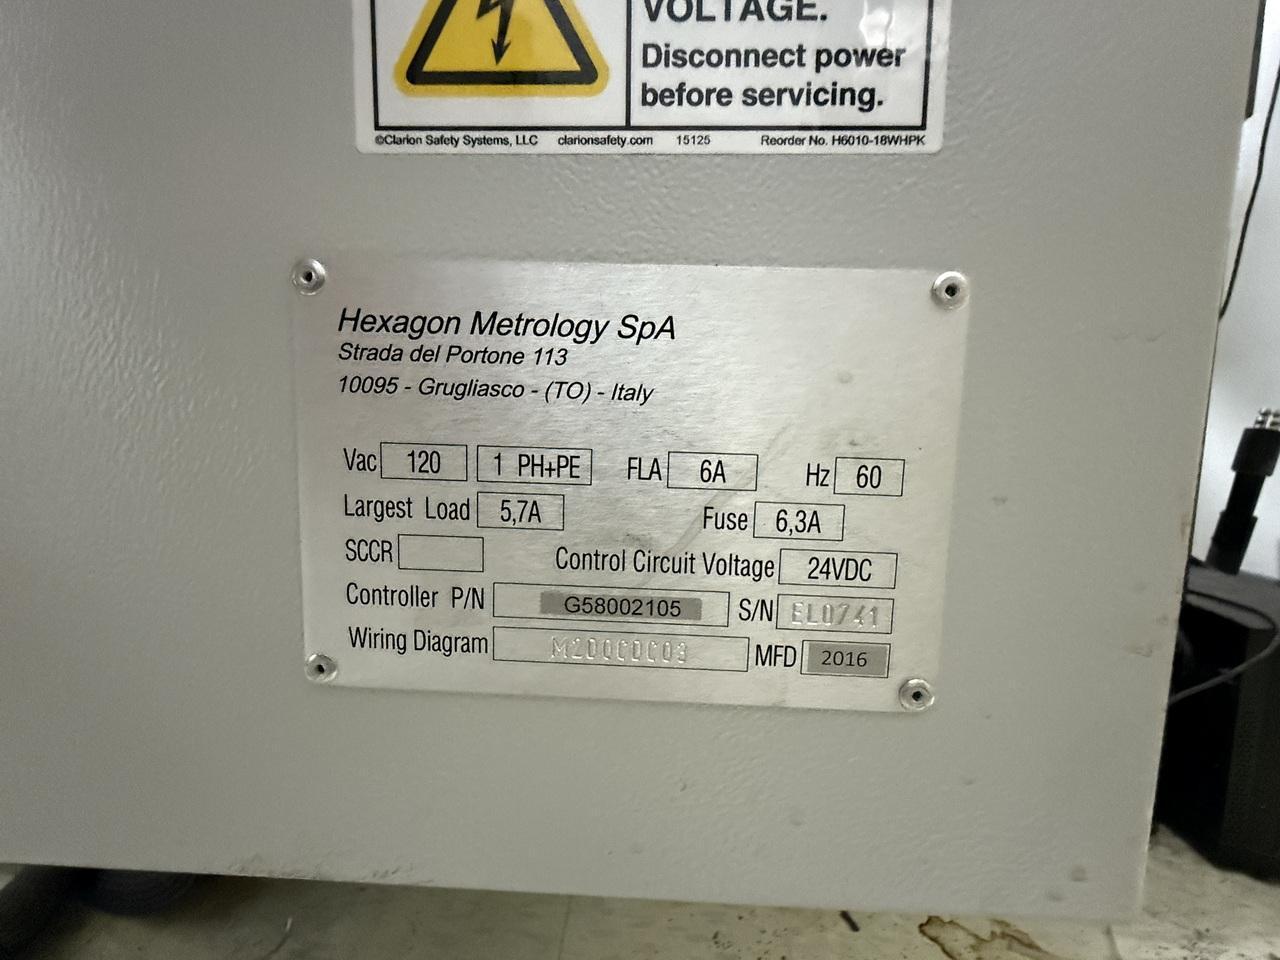 VOLTAGE.
Disconnect power
before servicing.
©Clarion Safety Systems, LLC clarionsafety.com 15125 Reorder No. H6010-18WHPK
Hexagon Metrology SpA
Strada del Portone 113
10095 - Grugliasco - (TO) - Italy
Vac 120 1 PH+PE FLA 6A Hz 60
Largest Load 5,7A Fuse 6,3A
SCCR Control Circuit Voltage 24VDC
Controller P/N G58002105 S/N EL0741
Wiring Diagram MFD 2016